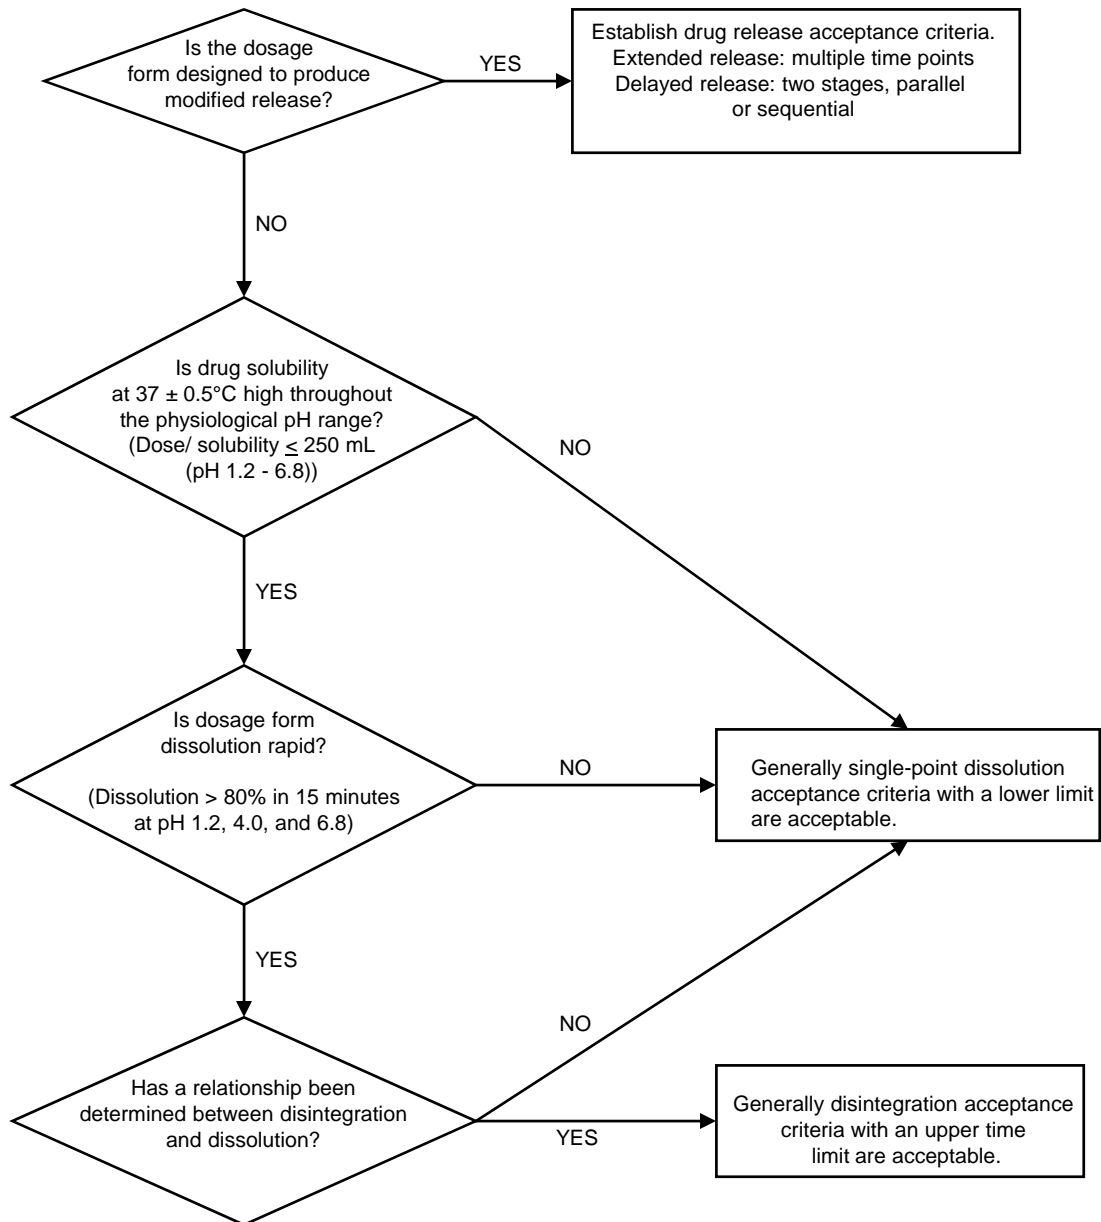 Is the dosage
form designed to produce
modified release?
YES
Establish drug release acceptance criteria.
Extended release: multiple time points
Delayed release: two stages, parallel
or sequential
NO
Is drug solubility
at 37 ± 0.5°C high throughout
the physiological pH range?
(Dose/ solubility ≤ 250 mL
(pH 1.2 - 6.8))
NO
YES
Is dosage form
dissolution rapid?
(Dissolution > 80% in 15 minutes
at pH 1.2, 4.0, and 6.8)
NO
Generally single-point dissolution
acceptance criteria with a lower limit
are acceptable.
YES
NO
Has a relationship been
determined between disintegration
and dissolution?
YES
Generally disintegration acceptance
criteria with an upper time
limit are acceptable.